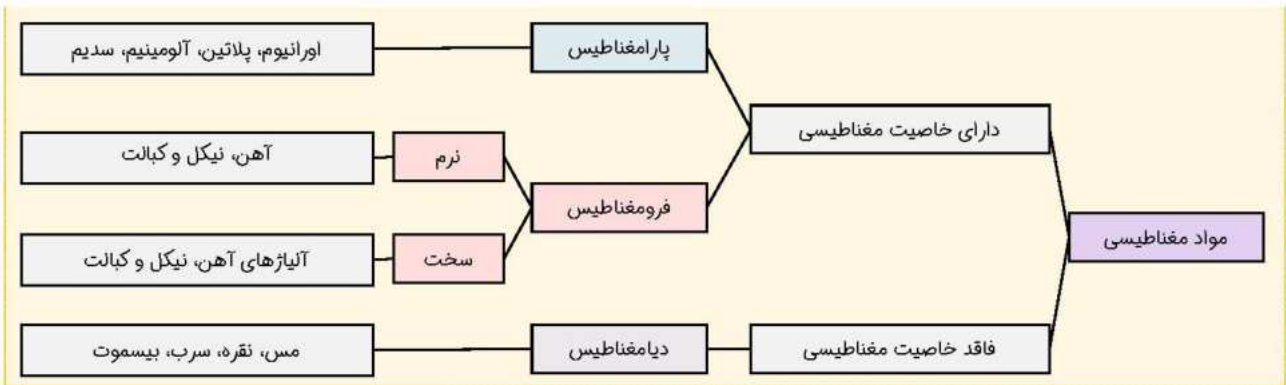 مواد مغناطیسی
دارای خاصیت مغناطیسی
پارامغناطیس
اورانیوم، پلاتین، آلومینیم، سدیم
فرومغناطیس
نرم
آهن، نیکل و کبالت
سخت
آلیاژهای آهن، نیکل و کبالت
فاقد خاصیت مغناطیسی
دیامغناطیس
مس، نقره، سرب، بیسموت